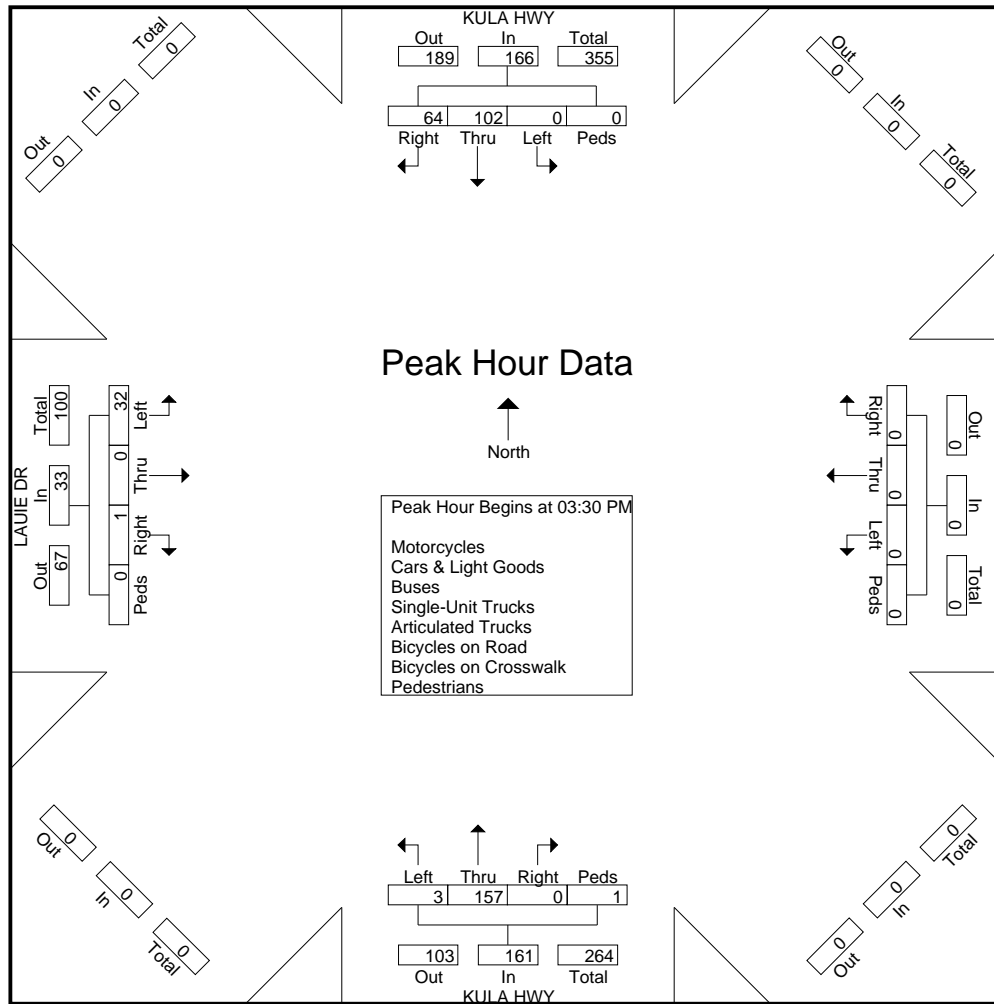 KULA HWY
Out In Total
189 166 355
64 102 0 0
Right Thru Left Peds
Total
0
In
0
Out
0
Out
0
In
0
Total
0
Peak Hour Data
North
Peak Hour Begins at 03:30 PM
Motorcycles
Cars & Light Goods
Buses
Single-Unit Trucks
Articulated Trucks
Bicycles on Road
Bicycles on Crosswalk
Pedestrians
LAUIE DR
Out In Total
67 33 100
32 0 1 0
Left Thru Right Peds
Right Thru Left Peds
0 0 0 0
Out In Total
0 0 0
Left Thru Right Peds
3 157 0 1
103 161 264
Out In Total
KULA HWY
0
Out
0
In
0
Total
0
Total
0
In
0
Out